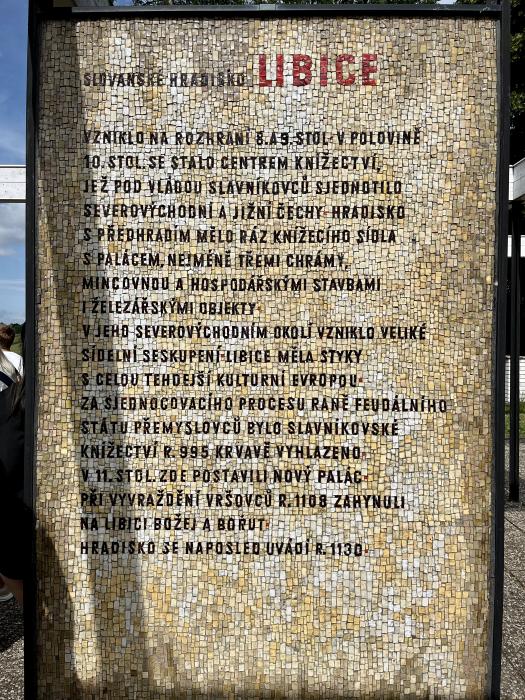 SLOVANSKÉ HRADISKO LIBICE
VZNIKLO NA ROZHRANÍ 8.A9.STOL· V POLOVINĚ
10.STOL.SE STALO CENTREM KNÍŽECTVÍ,
JEŽ POD VLÁDOU SLAVNÍKOVCŮ SJEDNOTILO
SEVEROVÝCHODNÍ A JIŽNÍ ČECHY· HRADISKO
S PŘEDHRADÍM MĚLO RÁZ KNÍŽECÍHO SÍDLA
S PALÁCEM, NEJMÉNĚ TŘEMI CHRÁMY,
MINCOVNOU A HOSPODÁŘSKÝMI STAVBAMI
I ŽELEZÁŘSKÝMI OBJEKTY·
V JEHO SEVEROVÝCHODNÍM OKOLÍ VZNIKLO VELIKÉ
SÍDELNÍ SESKUPENÍ·LIBICE MĚLA STYKY
S CELOU TEHDEJŠÍ KULTURNÍ EVROPOU·
ZA SJEDNOCOVACÍHO PROCESU RANĚ FEUDÁLNÍHO
STÁTU PŘEMYSLOVCŮ BYLO SLAVNÍKOVSKÉ
KNÍŽECTVÍ R. 995 KRVAVĚ VYHLAZENO·
V 11.STOL.ZDE POSTAVILI NOVÝ PALÁC·
PŘI VYVRAŽDĚNÍ VRŠOVCŮ R.1108 ZAHYNULI
NA LIBICI BOŽEJ A BOŘUT·
HRADISKO SE NAPOSLED UVÁDÍ R.1130·